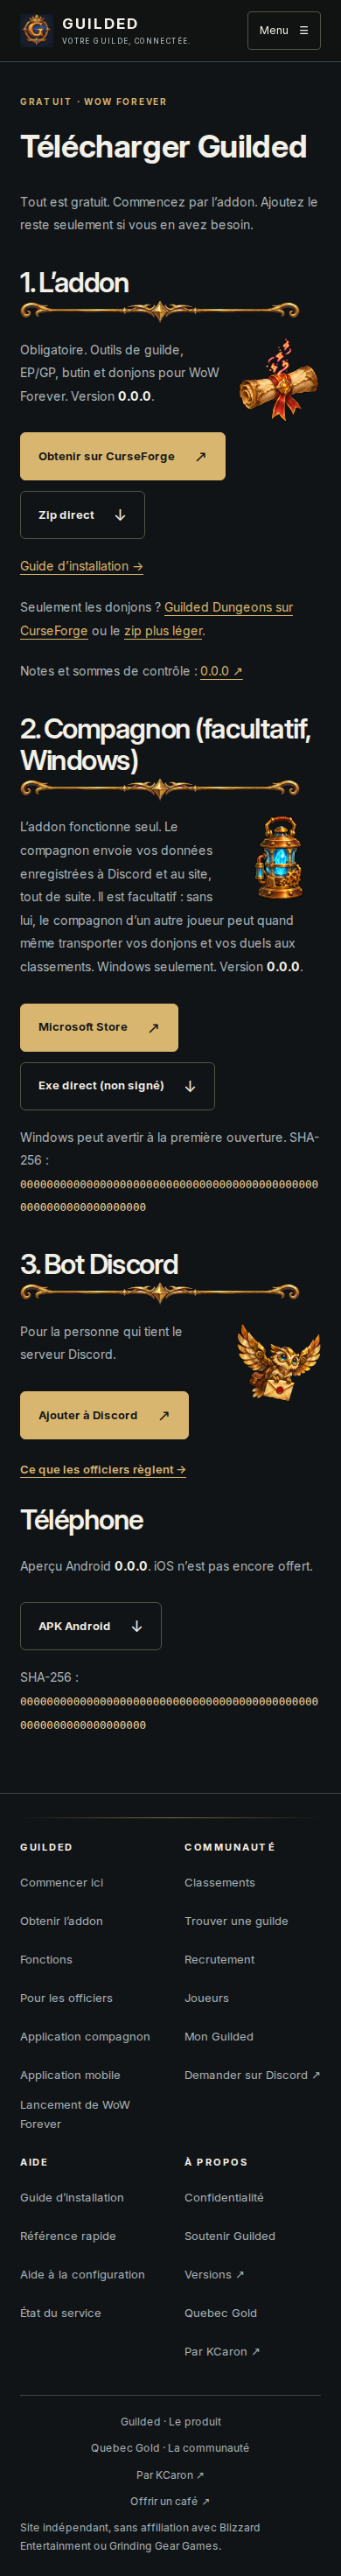 GUILDED
VOTRE GUILDE, CONNECTÉE.
Menu ☰
GRATUIT · WOW FOREVER
Télécharger Guilded
Tout est gratuit. Commencez par l’addon. Ajoutez le
reste seulement si vous en avez besoin.
1. L’addon
Obligatoire. Outils de guilde,
EP/GP, butin et donjons pour WoW
Forever. Version 0.0.0.
Obtenir sur CurseForge ↗
Zip direct ↓
Guide d’installation →
Seulement les donjons ? Guilded Dungeons sur
CurseForge ou le zip plus léger.
Notes et sommes de contrôle : 0.0.0 ↗
2. Compagnon (facultatif,
Windows)
L’addon fonctionne seul. Le
compagnon envoie vos données
enregistrées à Discord et au site,
tout de suite. Il est facultatif : sans
lui, le compagnon d’un autre joueur peut quand
même transporter vos donjons et vos duels aux
classements. Windows seulement. Version 0.0.0.
Microsoft Store ↗
Exe direct (non signé) ↓
Windows peut avertir à la première ouverture. SHA-
256 :
000000000000000000000000000000000000000000000
0000000000000000000
3. Bot Discord
Pour la personne qui tient le
serveur Discord.
Ajouter à Discord ↗
Ce que les officiers règlent →
Téléphone
Aperçu Android 0.0.0. iOS n’est pas encore offert.
APK Android ↓
SHA-256 :
000000000000000000000000000000000000000000000
0000000000000000000
GUILDED
Commencer ici
Obtenir l’addon
Fonctions
Pour les officiers
Application compagnon
Application mobile
Lancement de WoW
Forever
COMMUNAUTÉ
Classements
Trouver une guilde
Recrutement
Joueurs
Mon Guilded
Demander sur Discord ↗
AIDE
Guide d’installation
Référence rapide
Aide à la configuration
État du service
À PROPOS
Confidentialité
Soutenir Guilded
Versions ↗
Quebec Gold
Par KCaron ↗
Guilded · Le produit
Quebec Gold · La communauté
Par KCaron ↗
Offrir un café ↗
Site indépendant, sans affiliation avec Blizzard
Entertainment ou Grinding Gear Games.